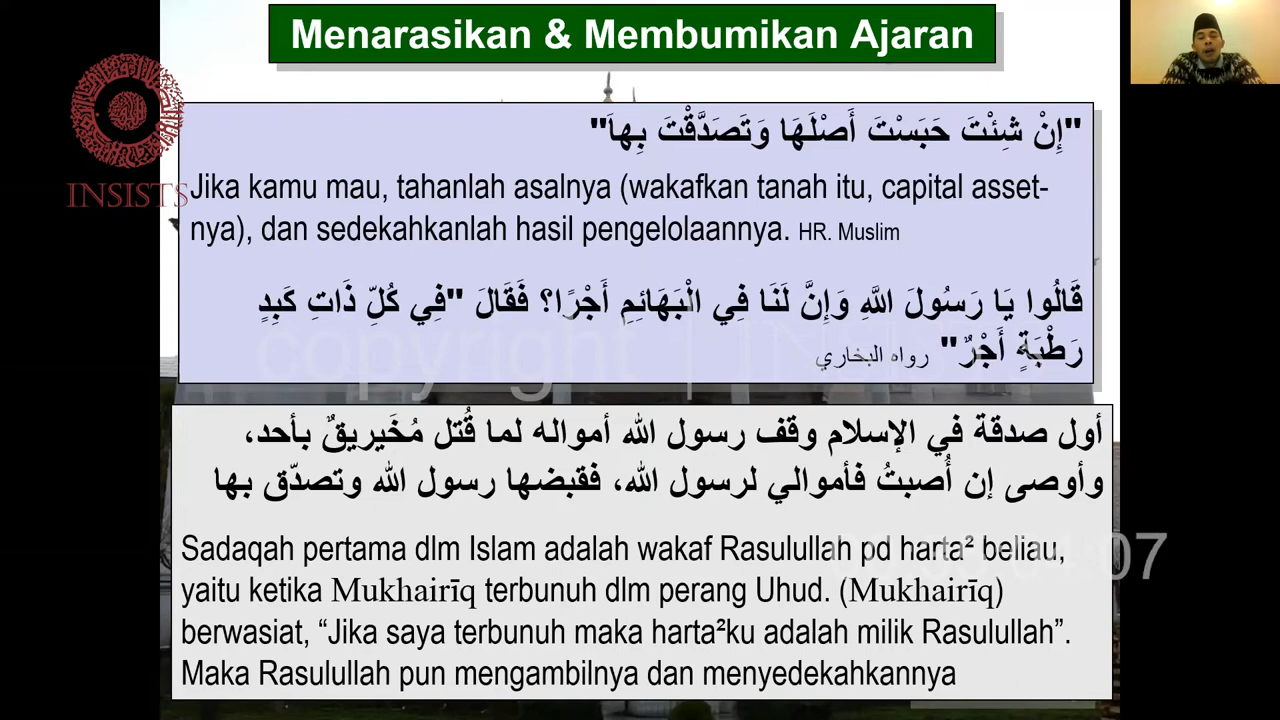 Menarasikan & Membumikan Ajaran
INSISTS
"إِنْ شِئْتَ حَبَسْتَ أَصْلَهَا وَتَصَدَّقْتَ بِهاَ"
Jika kamu mau, tahanlah asalnya (wakafkan tanah itu, capital asset-
nya), dan sedekahkanlah hasil pengelolaannya. HR. Muslim
قَالُوا يَا رَسُولَ اللَّهِ وَإِنَّ لَنَا فِي الْبَهَائِمِ أَجْرًا؟ فَقَالَ "فِي كُلِّ ذَاتِ كَبِدٍ
رَطْبَةٍ أَجْرٌ" رواه البخاري
copyright | INSISTS
أول صدقة في الإسلام وقف رسول الله أمواله لما قُتل مُخَيريقٌ بأحد،
وأوصى إن أُصبتُ فأموالي لرسول الله، فقبضها رسول الله وتصدّق بها
Sadaqah pertama dlm Islam adalah wakaf Rasulullah pd harta² beliau,
yaitu ketika Mukhairīq terbunuh dlm perang Uhud. (Mukhairīq)
berwasiat, “Jika saya terbunuh maka harta²ku adalah milik Rasulullah”.
Maka Rasulullah pun mengambilnya dan menyedekahkannya